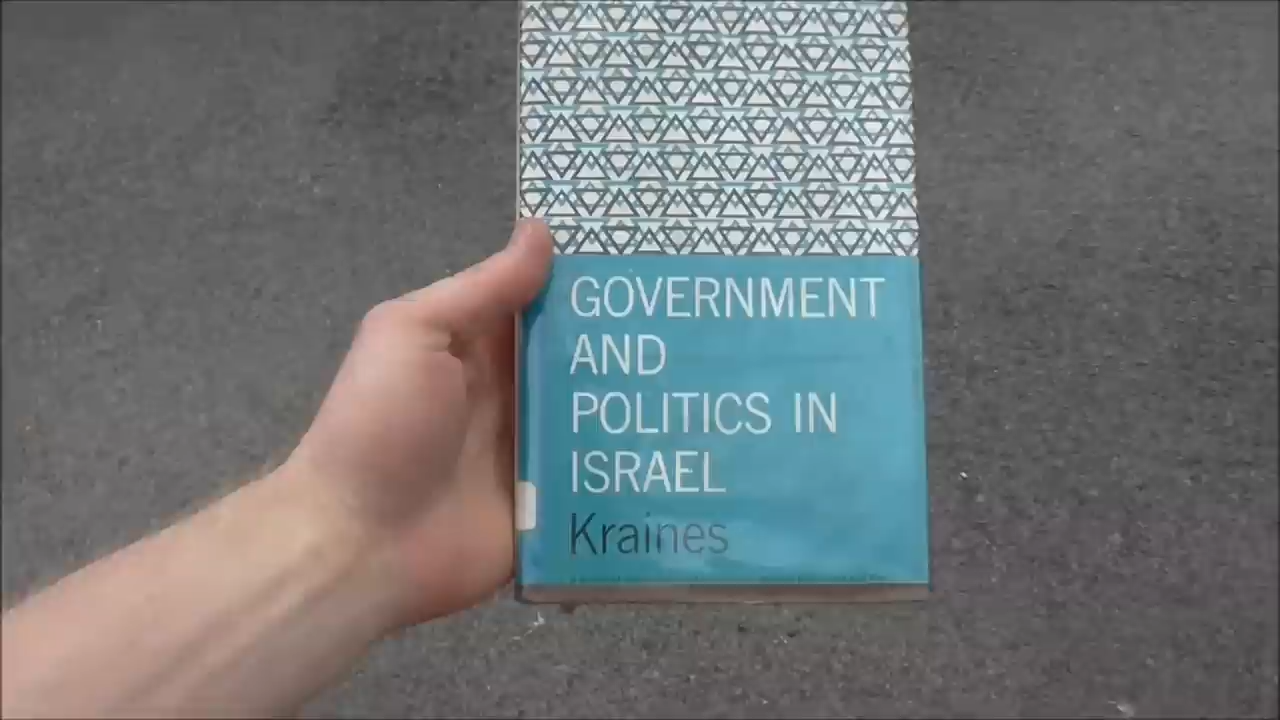 GOVERNMENT
AND
POLITICS IN
ISRAEL
Kraines